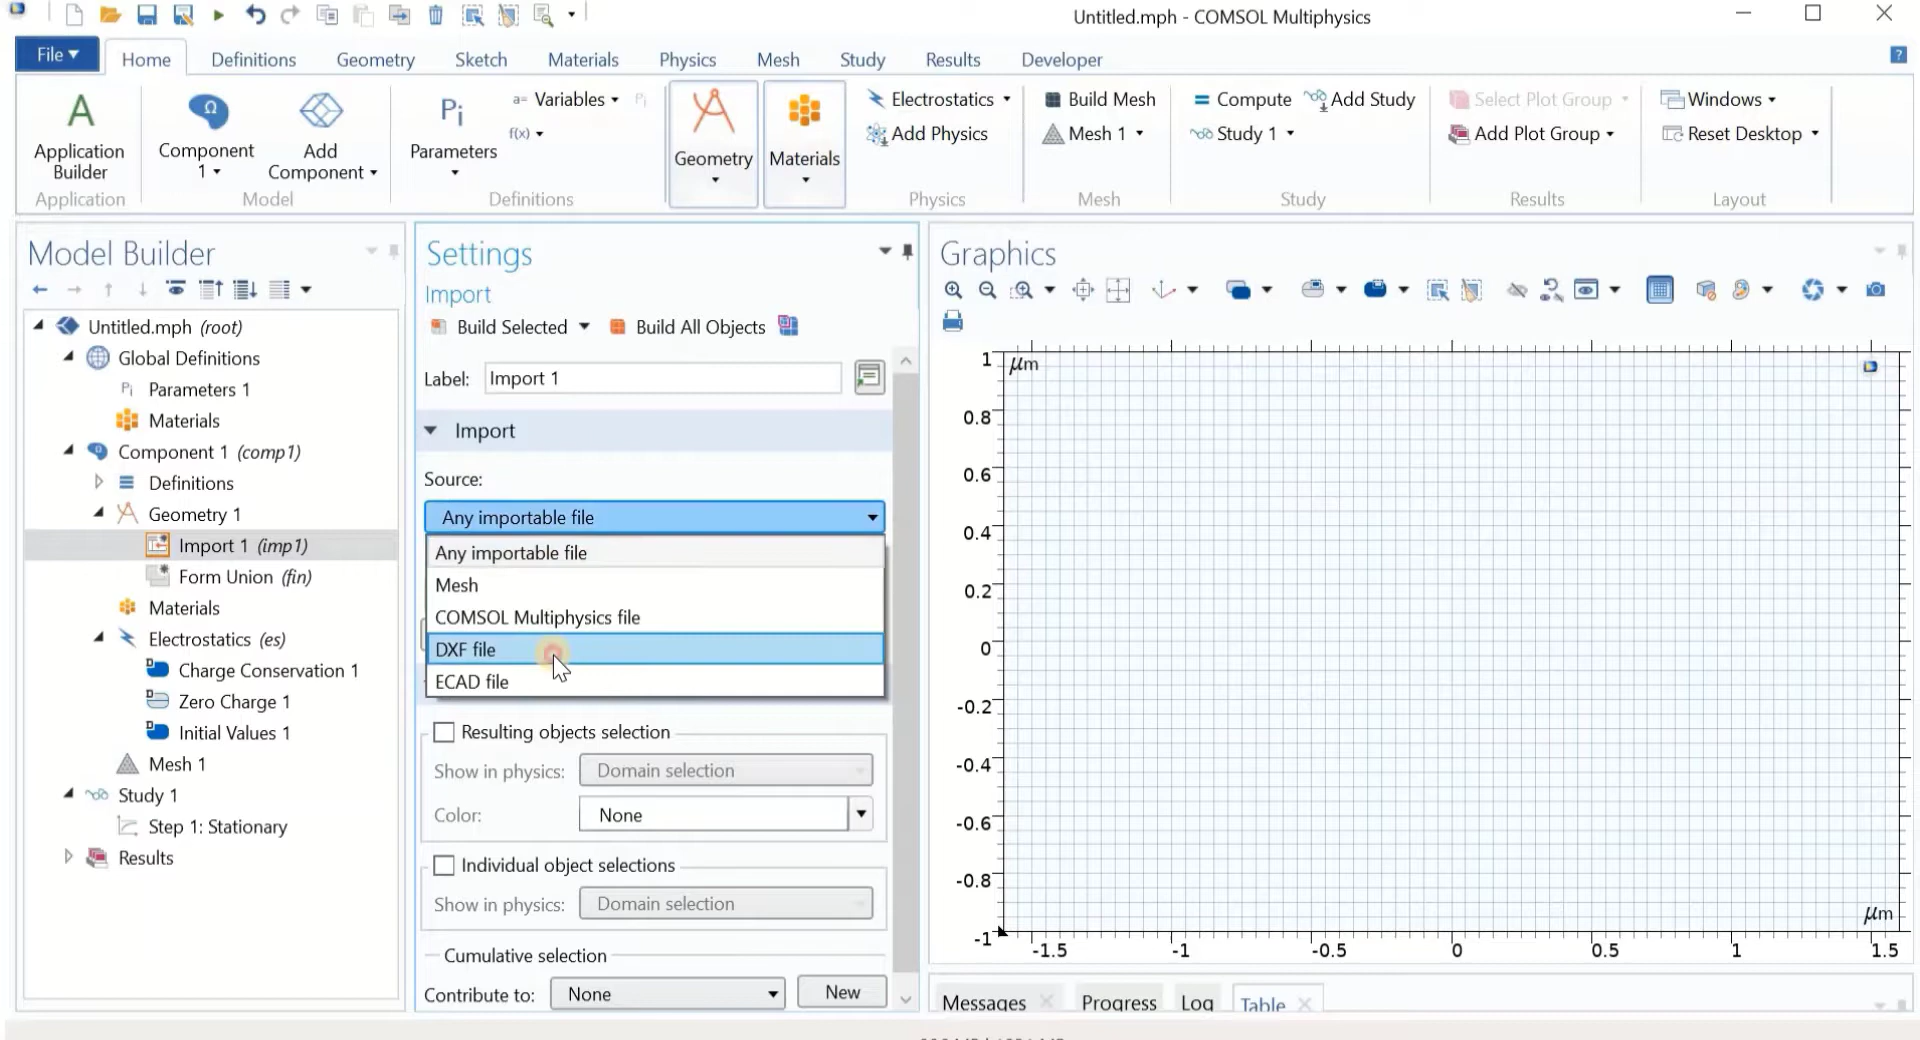 Untitled.mph - COMSOL Multiphysics
File Home Definitions Geometry Sketch Materials Physics Mesh Study Results Developer
Application Builder
Component 1
Add Component
Pi Parameters
a= Variables
Pi
f(x)
Geometry
Materials
Electrostatics
Add Physics
Build Mesh
Mesh 1
= Compute
Add Study
Study 1
Select Plot Group
Add Plot Group
Windows
Reset Desktop
Application Model Definitions Physics Mesh Study Results Layout
Model Builder
Untitled.mph (root)
Global Definitions
Pi Parameters 1
Materials
Component 1 (comp1)
Definitions
Geometry 1
Import 1 (imp1)
Form Union (fin)
Materials
Electrostatics (es)
Charge Conservation 1
Zero Charge 1
Initial Values 1
Mesh 1
Study 1
Step 1: Stationary
Results
Settings
Import
Build Selected Build All Objects
Label: Import 1
Import
Source:
Any importable file
Any importable file
Mesh
COMSOL Multiphysics file
DXF file
ECAD file
Resulting objects selection
Show in physics: Domain selection
Color: None
Individual object selections
Show in physics: Domain selection
Cumulative selection
Contribute to: None New
Graphics
1 μm
0.8
0.6
0.4
0.2
0
-0.2
-0.4
-0.6
-0.8
μm
-1
-1.5 -1 -0.5 0 0.5 1 1.5
Messages Progress Log Table